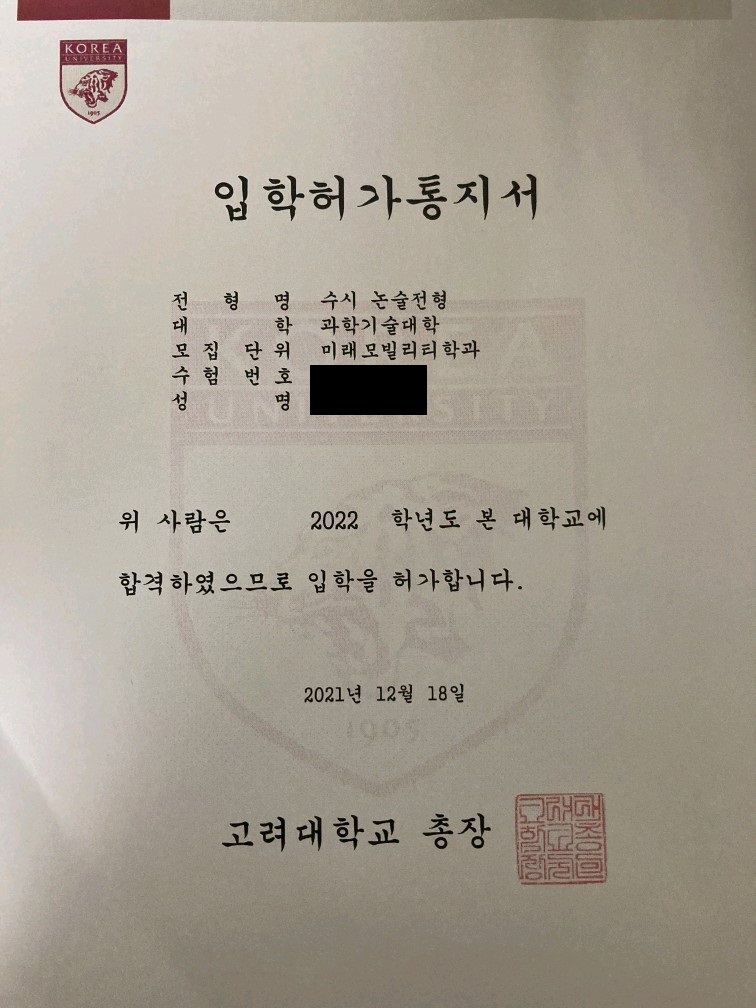 KOREA
UNIVERSITY
1905
입학허가통지서
전 형 명 수시 논술전형
대 학 과학기술대학
모집 단위 미래모빌리티학과
수험 번호
성 명
UNIVERSITY
위 사람은 2022 학년도 본 대학교에
합격하였으므로 입학을 허가합니다.
2021년 12월 18일
1905
고려대학교 총장